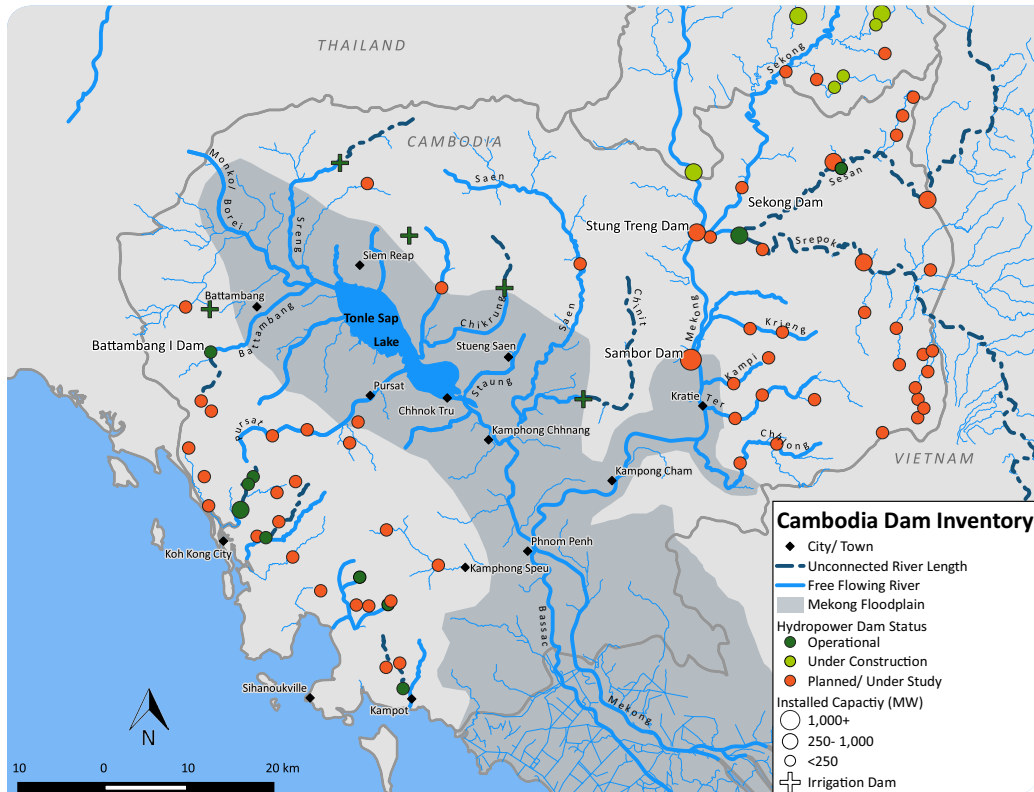 THAILAND
CAMBODIA
Sekong
Monko/
Borei
Sreng
Saen
Sesan
Sekong Dam
Stung Treng Dam
Srepok
Siem Reap
Battambang
Battambang
Battambang I Dam
Tonle Sap
Lake
Chikrung
Saen
Chinit
Mekong
Krieng
Stueng Saen
Sambor Dam
Kampi
Staung
Pursat
Chhnok Tru
Kratie
Ter
Pursat
Kamphong Chhnang
Chhlong
VIETNAM
Kampong Cham
Koh Kong City
Phnom Penh
Kamphong Speu
Bassac
Mekong
Sihanoukville
Kampot
N
10 0 10 20 km
Cambodia Dam Inventory
City/ Town
Unconnected River Length
Free Flowing River
Mekong Floodplain
Hydropower Dam Status
Operational
Under Construction
Planned/ Under Study
Installed Capactiy (MW)
1,000+
250- 1,000
<250
Irrigation Dam